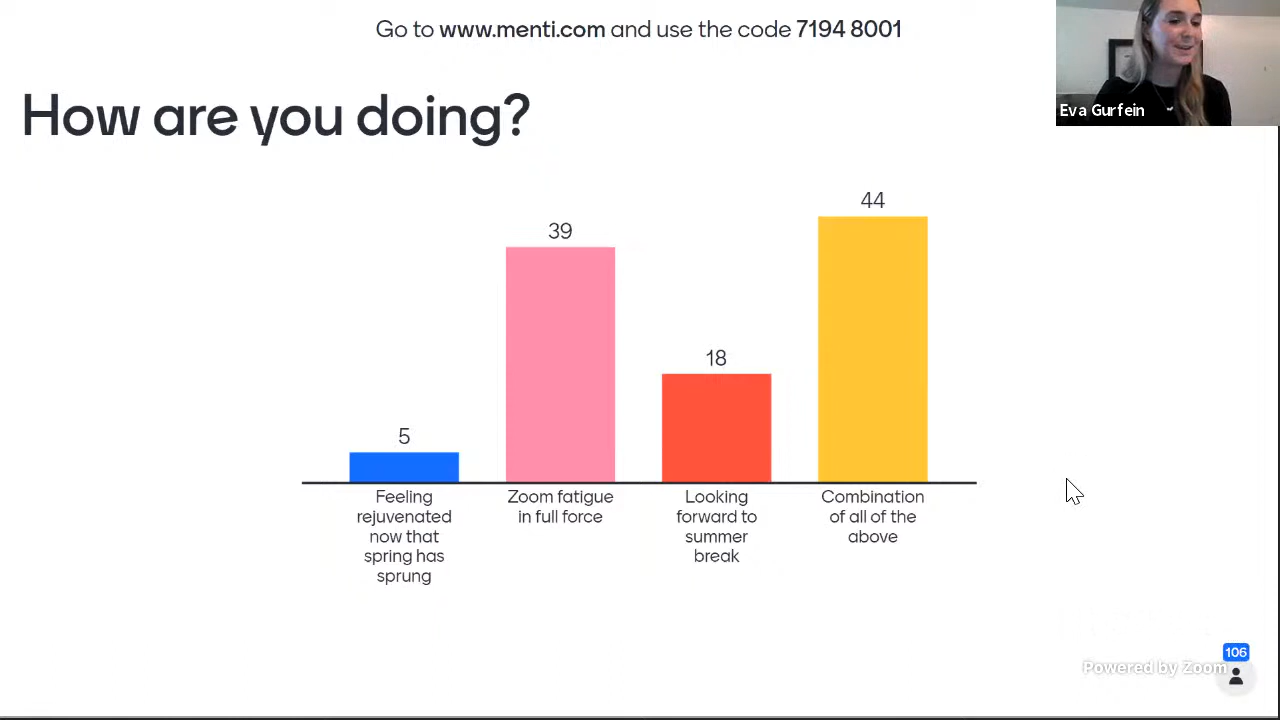 Go to www.menti.com and use the code 7194 8001
Eva Gurfein
How are you doing?
5
39
18
44
Feeling
rejuvenated
now that
spring has
sprung
Zoom fatigue
in full force
Looking
forward to
summer
break
Combination
of all of the
above
106
Powered by Zoom